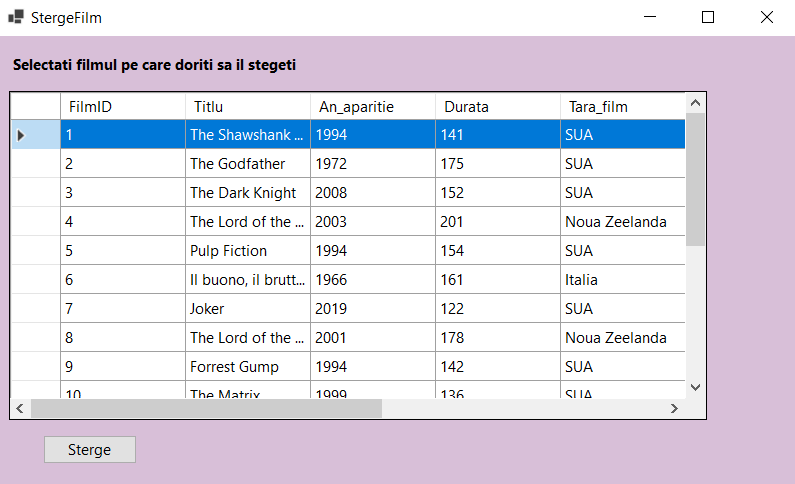 StergeFilm
Selectati filmul pe care doriti sa il stegeti
FilmID Titlu An_aparitie Durata Tara_film
1 The Shawshank ... 1994 141 SUA
2 The Godfather 1972 175 SUA
3 The Dark Knight 2008 152 SUA
4 The Lord of the ... 2003 201 Noua Zeelanda
5 Pulp Fiction 1994 154 SUA
6 Il buono, il brutt... 1966 161 Italia
7 Joker 2019 122 SUA
8 The Lord of the ... 2001 178 Noua Zeelanda
9 Forrest Gump 1994 142 SUA
10 The Matrix 1999 136 SUA
Sterge